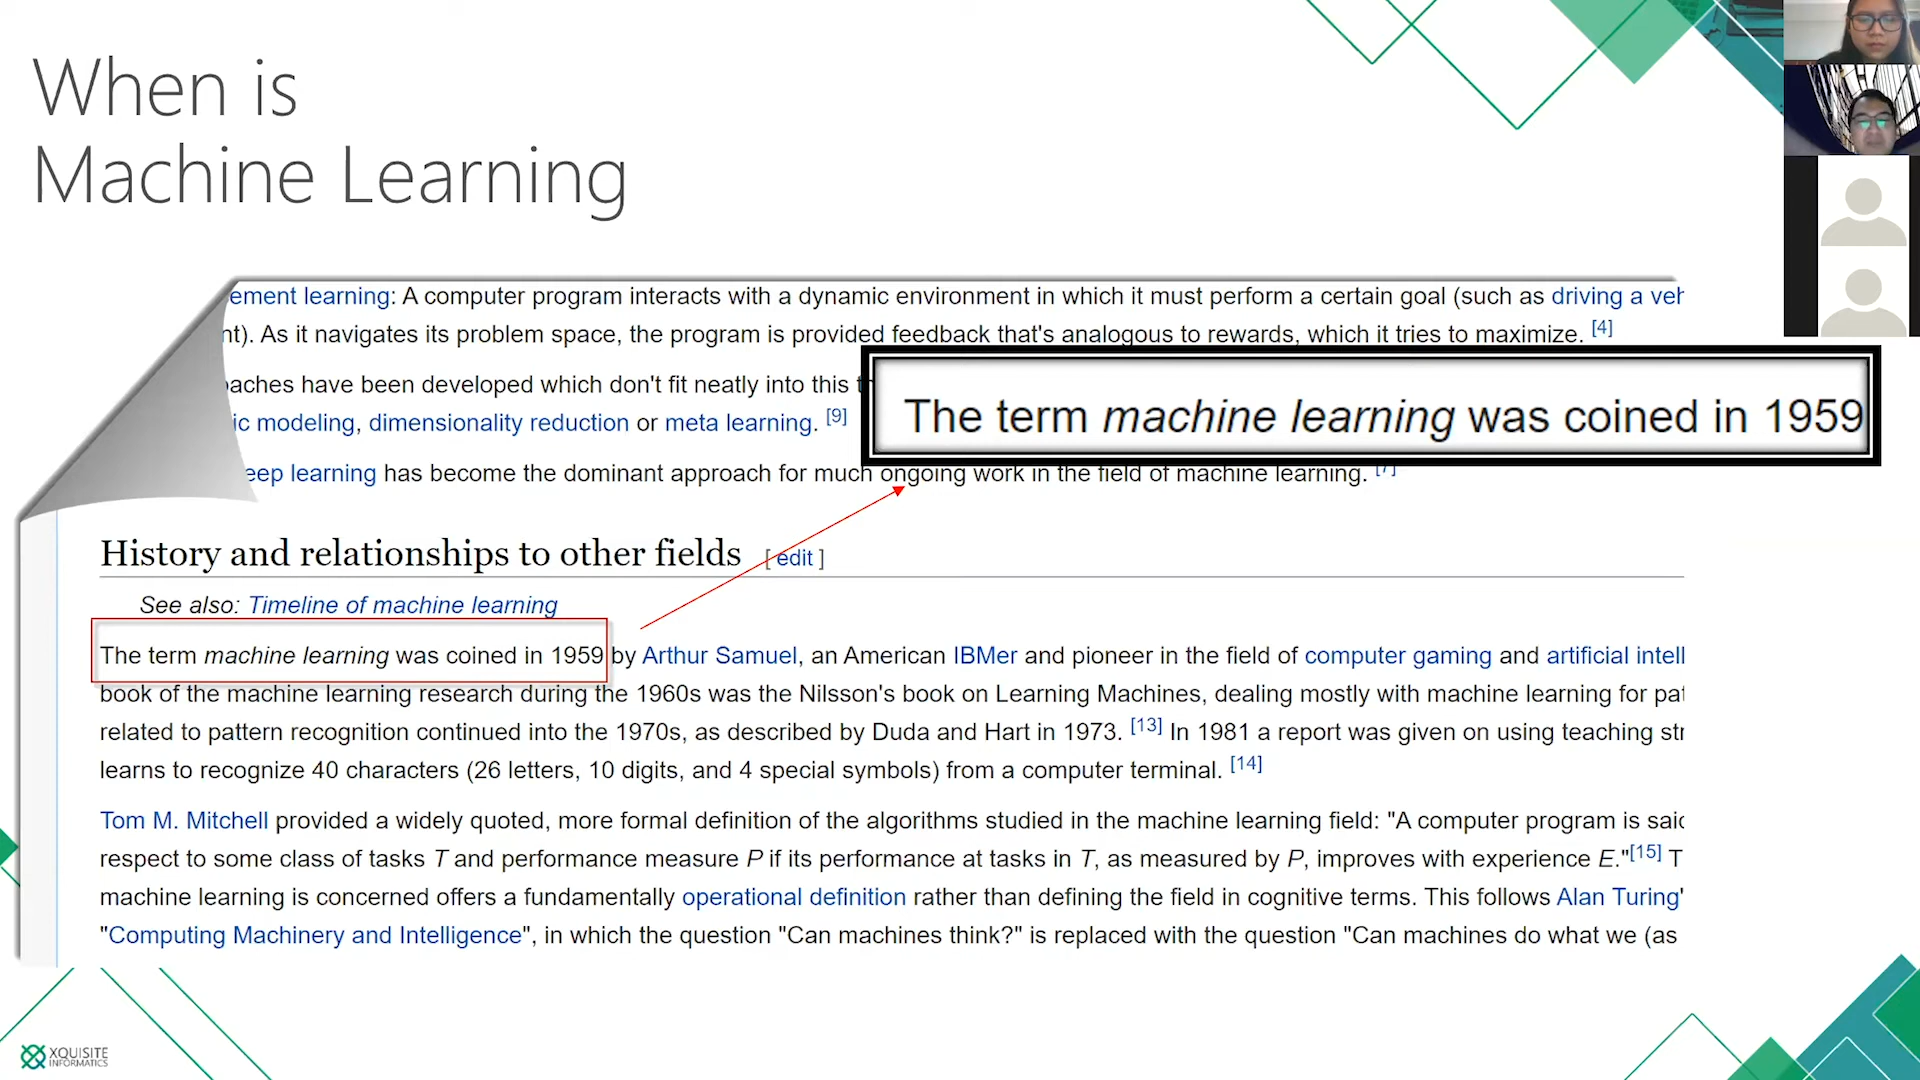 When is
Machine Learning
ement learning: A computer program interacts with a dynamic environment in which it must perform a certain goal (such as driving a veh
nt). As it navigates its problem space, the program is provided feedback that's analogous to rewards, which it tries to maximize. [4]
oaches have been developed which don't fit neatly into this
ic modeling, dimensionality reduction or meta learning. [9]
The term machine learning was coined in 1959
eep learning has become the dominant approach for much ongoing work in the field of machine learning. [7]
History and relationships to other fields [ edit ]
See also: Timeline of machine learning
The term machine learning was coined in 1959 by Arthur Samuel, an American IBMer and pioneer in the field of computer gaming and artificial intell
book of the machine learning research during the 1960s was the Nilsson's book on Learning Machines, dealing mostly with machine learning for pat
related to pattern recognition continued into the 1970s, as described by Duda and Hart in 1973. [13] In 1981 a report was given on using teaching str
learns to recognize 40 characters (26 letters, 10 digits, and 4 special symbols) from a computer terminal. [14]
Tom M. Mitchell provided a widely quoted, more formal definition of the algorithms studied in the machine learning field: "A computer program is said
respect to some class of tasks T and performance measure P if its performance at tasks in T, as measured by P, improves with experience E."[15] T
machine learning is concerned offers a fundamentally operational definition rather than defining the field in cognitive terms. This follows Alan Turing'
"Computing Machinery and Intelligence", in which the question "Can machines think?" is replaced with the question "Can machines do what we (as
XQUISITE
INFORMATICS